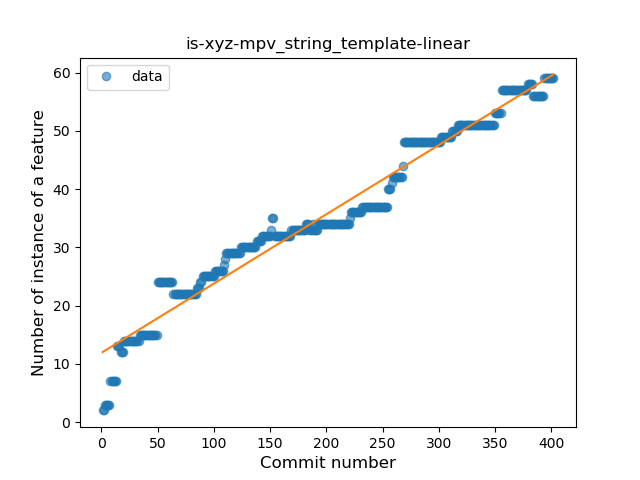 is-xyz-mpv_string_template-linear
data
Number of instance of a feature
60
50
40
30
20
10
0
0 50 100 150 200 250 300 350 400
Commit number